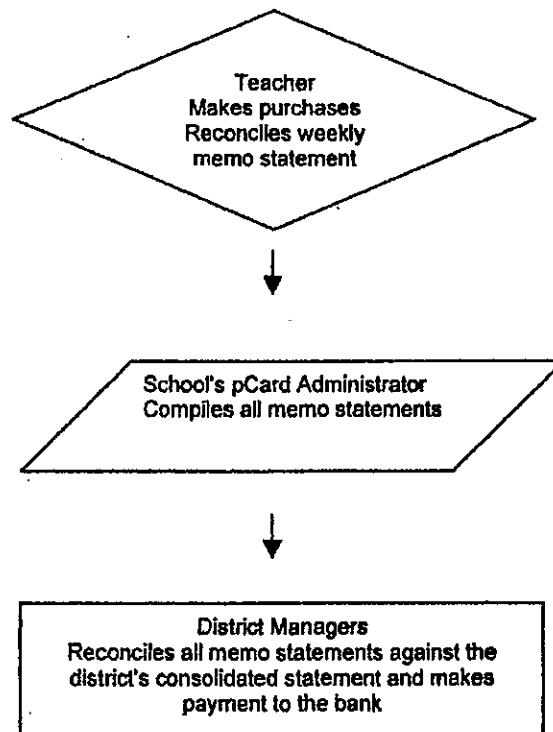 Teacher
Makes purchases
Reconciles weekly
memo statement
School's pCard Administrator
Compiles all memo statements
District Managers
Reconciles all memo statements against the
district's consolidated statement and makes
payment to the bank